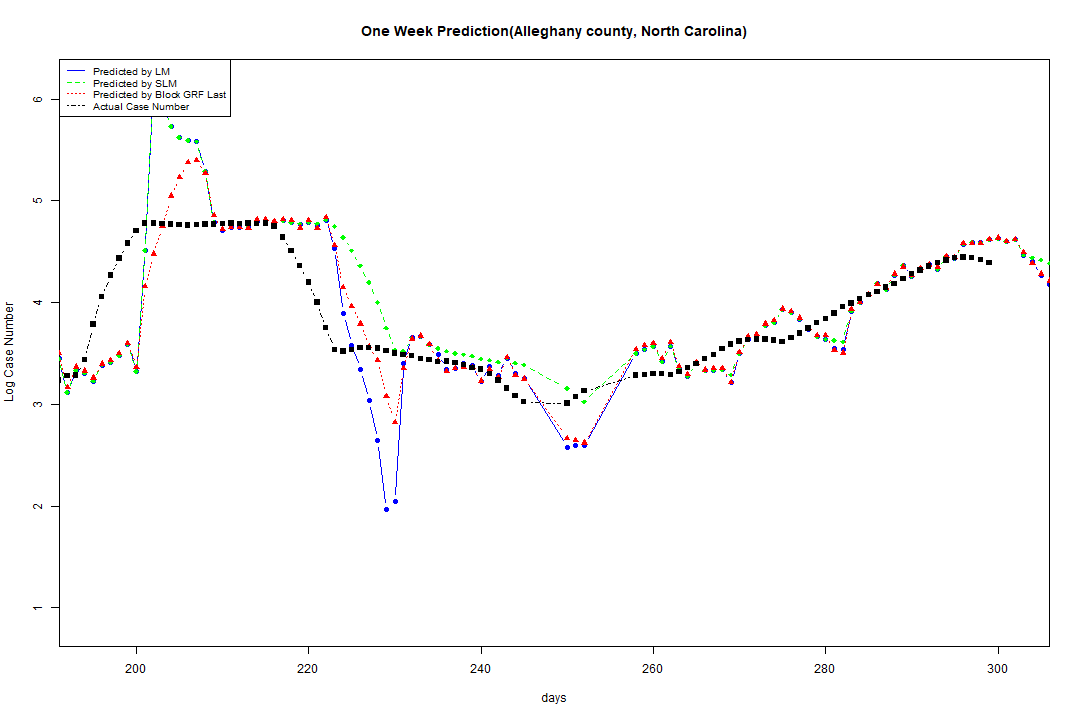 One Week Prediction(Alleghany county, North Carolina)
Predicted by LM
Predicted by SLM
Predicted by Block GRF Last
Actual Case Number
6
5
4
3
2
1
Log Case Number
200 220 240 260 280 300
days